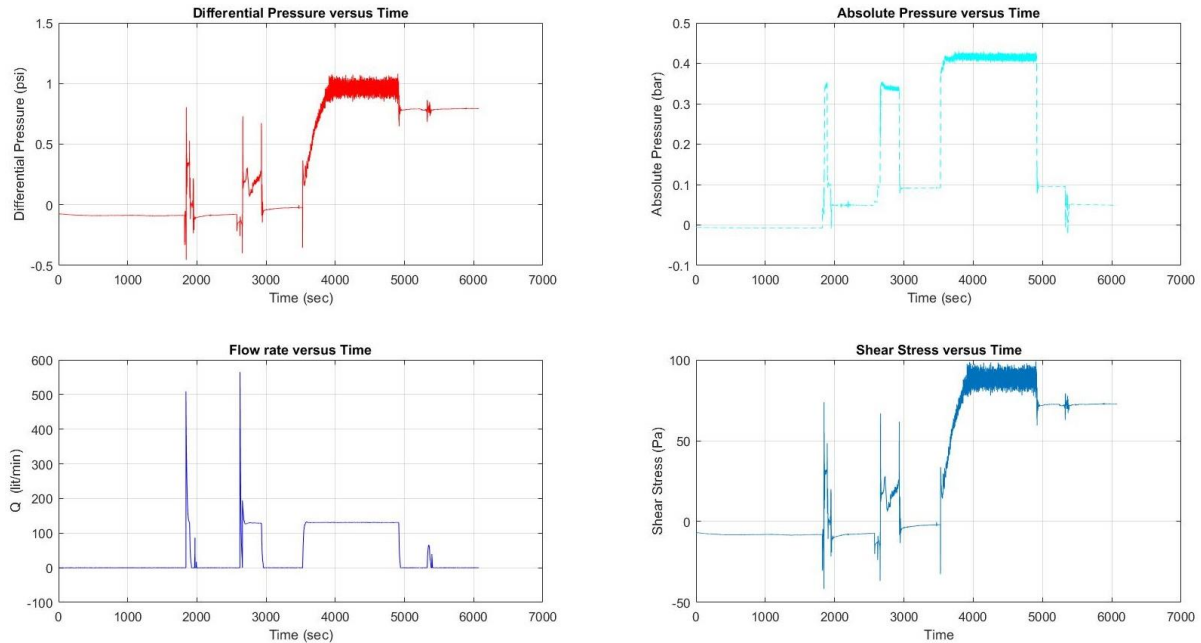 Differential Pressure versus Time
1.5
1
0.5
0
-0.5
Differential Pressure (psi)
0 1000 2000 3000 4000 5000 6000 7000
Time (sec)
Absolute Pressure versus Time
0.5
0.4
0.3
0.2
0.1
0
-0.1
Absolute Pressure (bar)
0 1000 2000 3000 4000 5000 6000 7000
Time (sec)
Flow rate versus Time
600
500
400
300
200
100
0
-100
Q (lit/min)
0 1000 2000 3000 4000 5000 6000 7000
Time (sec)
Shear Stress versus Time
100
50
0
-50
Shear Stress (Pa)
0 1000 2000 3000 4000 5000 6000 7000
Time